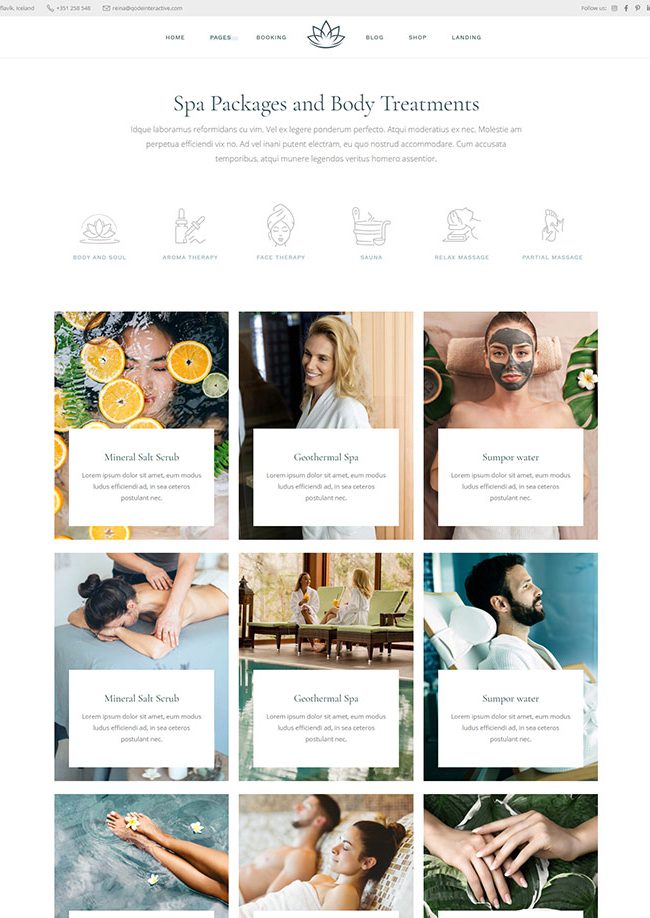 flavík, Iceland +351 258 548 reina@qodeinteractive.com Follow us:
HOME PAGES BOOKING BLOG SHOP LANDING
Spa Packages and Body Treatments
Idque laboramus reformidans cu vim. Vel ex legere ponderum perfecto. Atqui moderatius ex nec. Molestie am
perpetua efficiendi vix no. Ad vel inani putent electram, eu quo nostrud accommodare. Cum accusata
temporibus, atqui munere legendos veritus homero assentior.
BODY AND SOUL AROMA THERAPY FACE THERAPY SAUNA RELAX MASSAGE PARTIAL MASSAGE
Mineral Salt Scrub
Lorem ipsum dolor sit amet, eum modus
ludus efficiendi ad, in sea ceteros
postulant nec.
Geothermal Spa
Lorem ipsum dolor sit amet, eum modus
ludus efficiendi ad, in sea ceteros
postulant nec.
Sumpor water
Lorem ipsum dolor sit amet, eum modus
ludus efficiendi ad, in sea ceteros
postulant nec.
Mineral Salt Scrub
Lorem ipsum dolor sit amet, eum modus
ludus efficiendi ad, in sea ceteros
postulant nec.
Geothermal Spa
Lorem ipsum dolor sit amet, eum modus
ludus efficiendi ad, in sea ceteros
postulant nec.
Sumpor water
Lorem ipsum dolor sit amet, eum modus
ludus efficiendi ad, in sea ceteros
postulant nec.